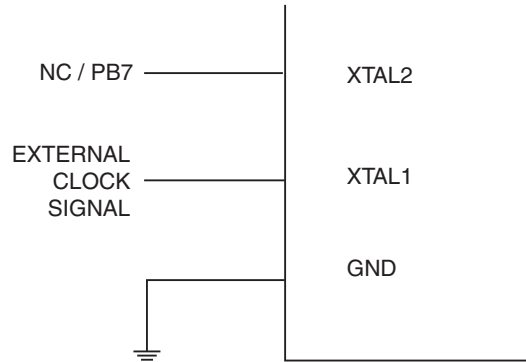 NC / PB7
XTAL2
EXTERNAL
CLOCK
SIGNAL
XTAL1
GND